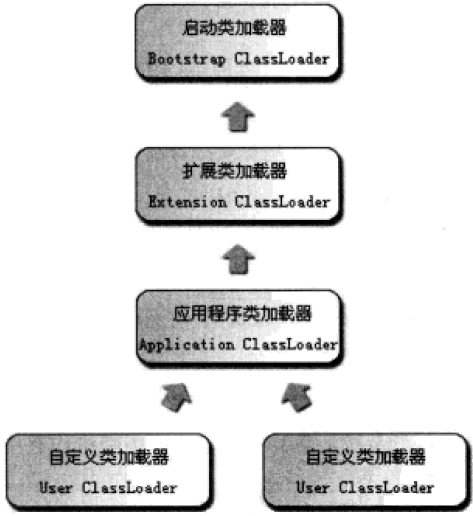 启动类加载器
Bootstrap ClassLoader
扩展类加载器
Extension ClassLoader
应用程序类加载器
Application ClassLoader
自定义类加载器
User ClassLoader
自定义类加载器
User ClassLoader